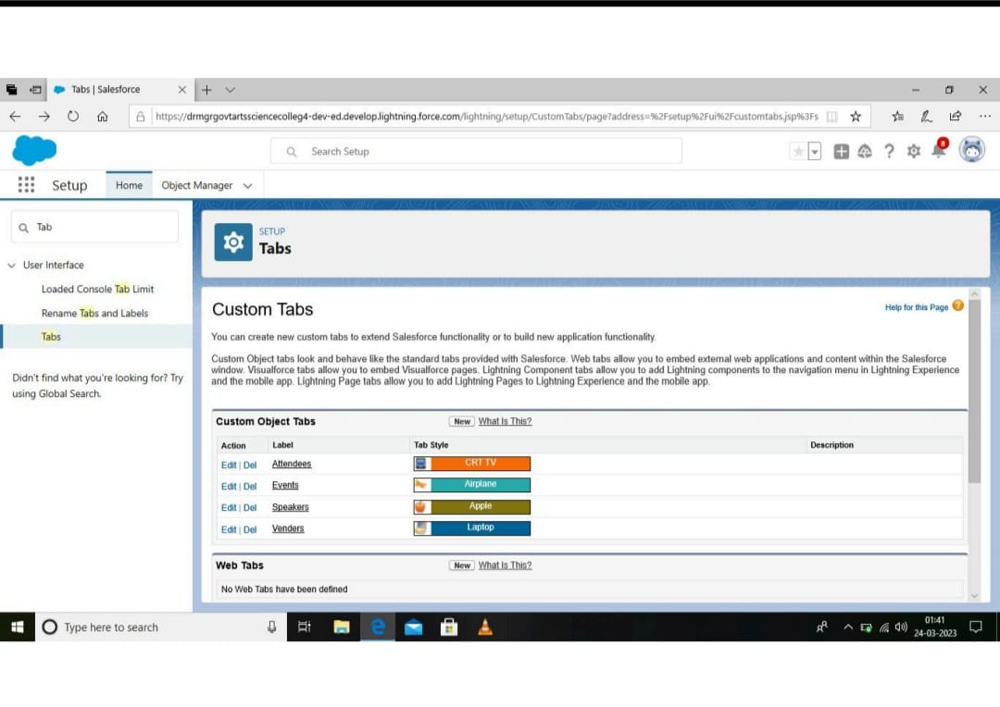 Tabs | Salesforce
https://drmgrgovtartssciencecolleg4-dev-ed.develop.lightning.force.com/lightning/setup/CustomTabs/page?address=%2Fsetup%2Fui%2Fcustomtabs.jsp%3Fs
Search Setup
8
Setup
Home
Object Manager
Tab
User Interface
Loaded Console Tab Limit
Rename Tabs and Labels
Tabs
Didn't find what you're looking for? Try
using Global Search.
SETUP
Tabs
Custom Tabs
Help for this Page ?
You can create new custom tabs to extend Salesforce functionality or to build new application functionality.
Custom Object tabs look and behave like the standard tabs provided with Salesforce. Web tabs allow you to embed external web applications and content within the Salesforce
window. Visualforce tabs allow you to embed Visualforce pages. Lightning Component tabs allow you to add Lightning components to the navigation menu in Lightning Experience
and the mobile app. Lightning Page tabs allow you to add Lightning Pages to Lightning Experience and the mobile app.
Custom Object Tabs New What Is This?
Action Label Tab Style Description
Edit | Del Attendees CRT TV
Edit | Del Events Airplane
Edit | Del Speakers Apple
Edit | Del Venders Laptop
Web Tabs New What Is This?
No Web Tabs have been defined
Type here to search
01:41
24-03-2023